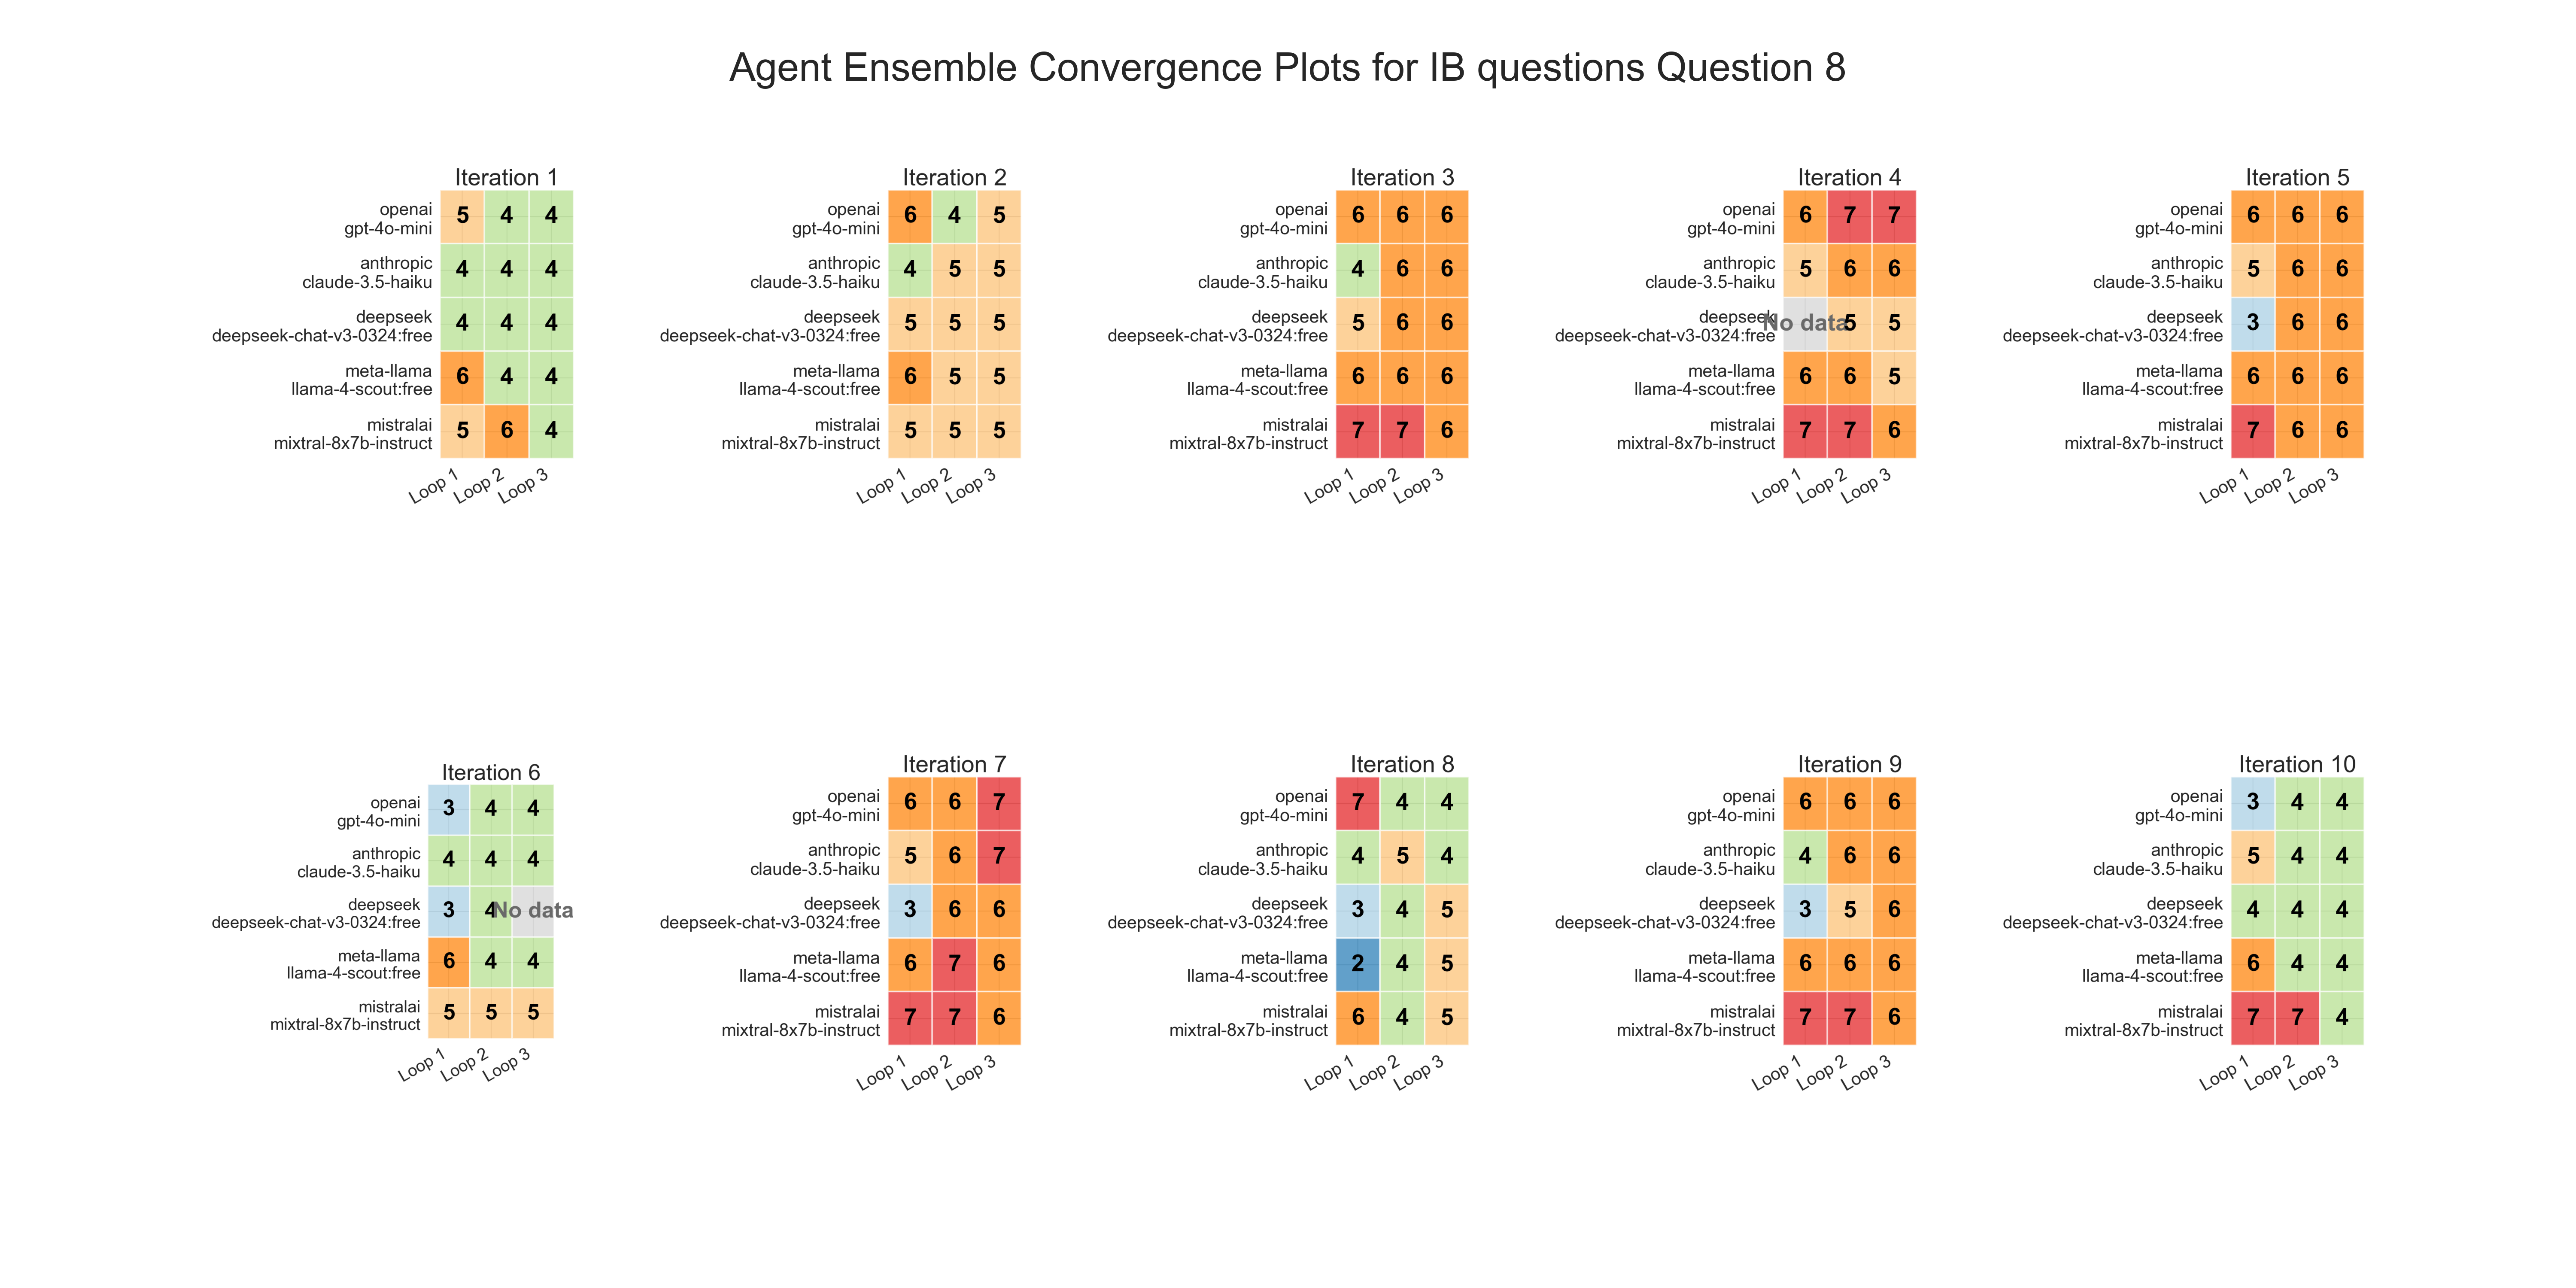 Agent Ensemble Convergence Plots for IB questions Question 8
Iteration 1
openai
gpt-4o-mini
5 4 4
anthropic
claude-3.5-haiku
4 4 4
deepseek
deepseek-chat-v3-0324:free
4 4 4
meta-llama
llama-4-scout:free
6 4 4
mistralai
mixtral-8x7b-instruct
5 6 4
Loop 1 Loop 2 Loop 3
Iteration 2
openai
gpt-4o-mini
6 4 5
anthropic
claude-3.5-haiku
4 5 5
deepseek
deepseek-chat-v3-0324:free
5 5 5
meta-llama
llama-4-scout:free
6 5 5
mistralai
mixtral-8x7b-instruct
5 5 5
Loop 1 Loop 2 Loop 3
Iteration 3
openai
gpt-4o-mini
6 6 6
anthropic
claude-3.5-haiku
4 6 6
deepseek
deepseek-chat-v3-0324:free
5 6 6
meta-llama
llama-4-scout:free
6 6 6
mistralai
mixtral-8x7b-instruct
7 7 6
Loop 1 Loop 2 Loop 3
Iteration 4
openai
gpt-4o-mini
6 7 7
anthropic
claude-3.5-haiku
5 6 6
deepseek
deepseek-chat-v3-0324:free
No data 5 5
meta-llama
llama-4-scout:free
6 6 5
mistralai
mixtral-8x7b-instruct
7 7 6
Loop 1 Loop 2 Loop 3
Iteration 5
openai
gpt-4o-mini
6 6 6
anthropic
claude-3.5-haiku
5 6 6
deepseek
deepseek-chat-v3-0324:free
3 6 6
meta-llama
llama-4-scout:free
6 6 6
mistralai
mixtral-8x7b-instruct
7 6 6
Loop 1 Loop 2 Loop 3
Iteration 6
openai
gpt-4o-mini
3 4 4
anthropic
claude-3.5-haiku
4 4 4
deepseek
deepseek-chat-v3-0324:free
3 4 No data
meta-llama
llama-4-scout:free
6 4 4
mistralai
mixtral-8x7b-instruct
5 5 5
Loop 1 Loop 2 Loop 3
Iteration 7
openai
gpt-4o-mini
6 6 7
anthropic
claude-3.5-haiku
5 6 7
deepseek
deepseek-chat-v3-0324:free
3 6 6
meta-llama
llama-4-scout:free
6 7 6
mistralai
mixtral-8x7b-instruct
7 7 6
Loop 1 Loop 2 Loop 3
Iteration 8
openai
gpt-4o-mini
7 4 4
anthropic
claude-3.5-haiku
4 5 4
deepseek
deepseek-chat-v3-0324:free
3 4 5
meta-llama
llama-4-scout:free
2 4 5
mistralai
mixtral-8x7b-instruct
6 4 5
Loop 1 Loop 2 Loop 3
Iteration 9
openai
gpt-4o-mini
6 6 6
anthropic
claude-3.5-haiku
4 6 6
deepseek
deepseek-chat-v3-0324:free
3 5 6
meta-llama
llama-4-scout:free
6 6 6
mistralai
mixtral-8x7b-instruct
7 7 6
Loop 1 Loop 2 Loop 3
Iteration 10
openai
gpt-4o-mini
3 4 4
anthropic
claude-3.5-haiku
5 4 4
deepseek
deepseek-chat-v3-0324:free
4 4 4
meta-llama
llama-4-scout:free
6 4 4
mistralai
mixtral-8x7b-instruct
7 7 4
Loop 1 Loop 2 Loop 3